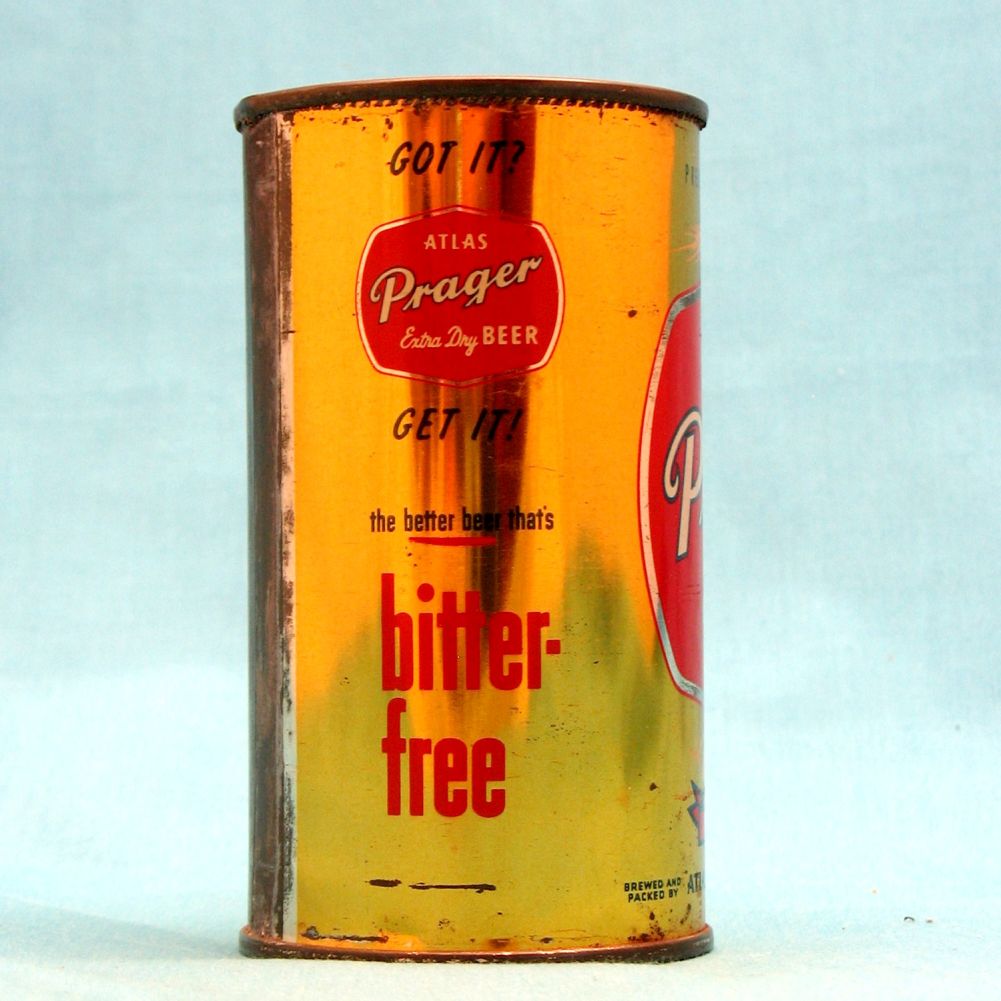 GOT IT?
ATLAS
Prager
Extra Dry BEER
GET IT!
the better beer that's
bitter-
free
BREWED AND
PACKED BY